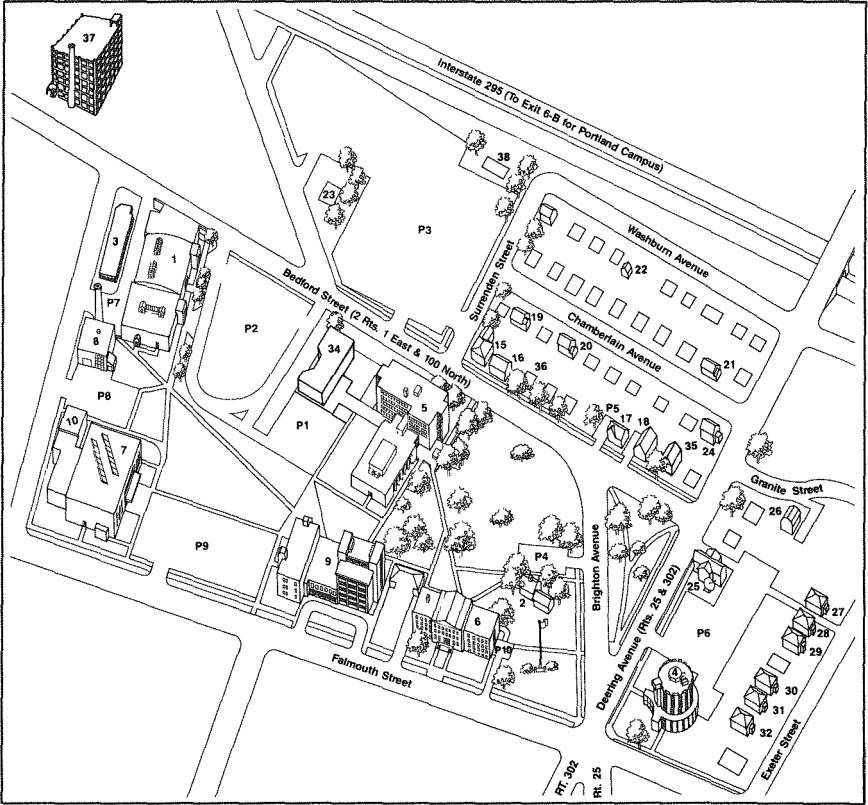 37
Interstate 295 (To Exit 6-B for Portland Campus)
38
23
3
1
P3
Washburn Avenue
22
P7
Surrenden Street
Bedford Street (2 Rts. 1 East & 100 North)
19
Chamberlain Avenue
8
P2
34
15
20
16
36
21
P8
5
10
7
P1
P5
17
18
35
24
Granite Street
26
P9
9
P4
Brighton Avenue
25
2
6
P10
27
28
29
P6
Deering Avenue (Rts. 25 & 302)
Falmouth Street
4
30
31
32
Exeter Street
RT. 302
Rt. 25